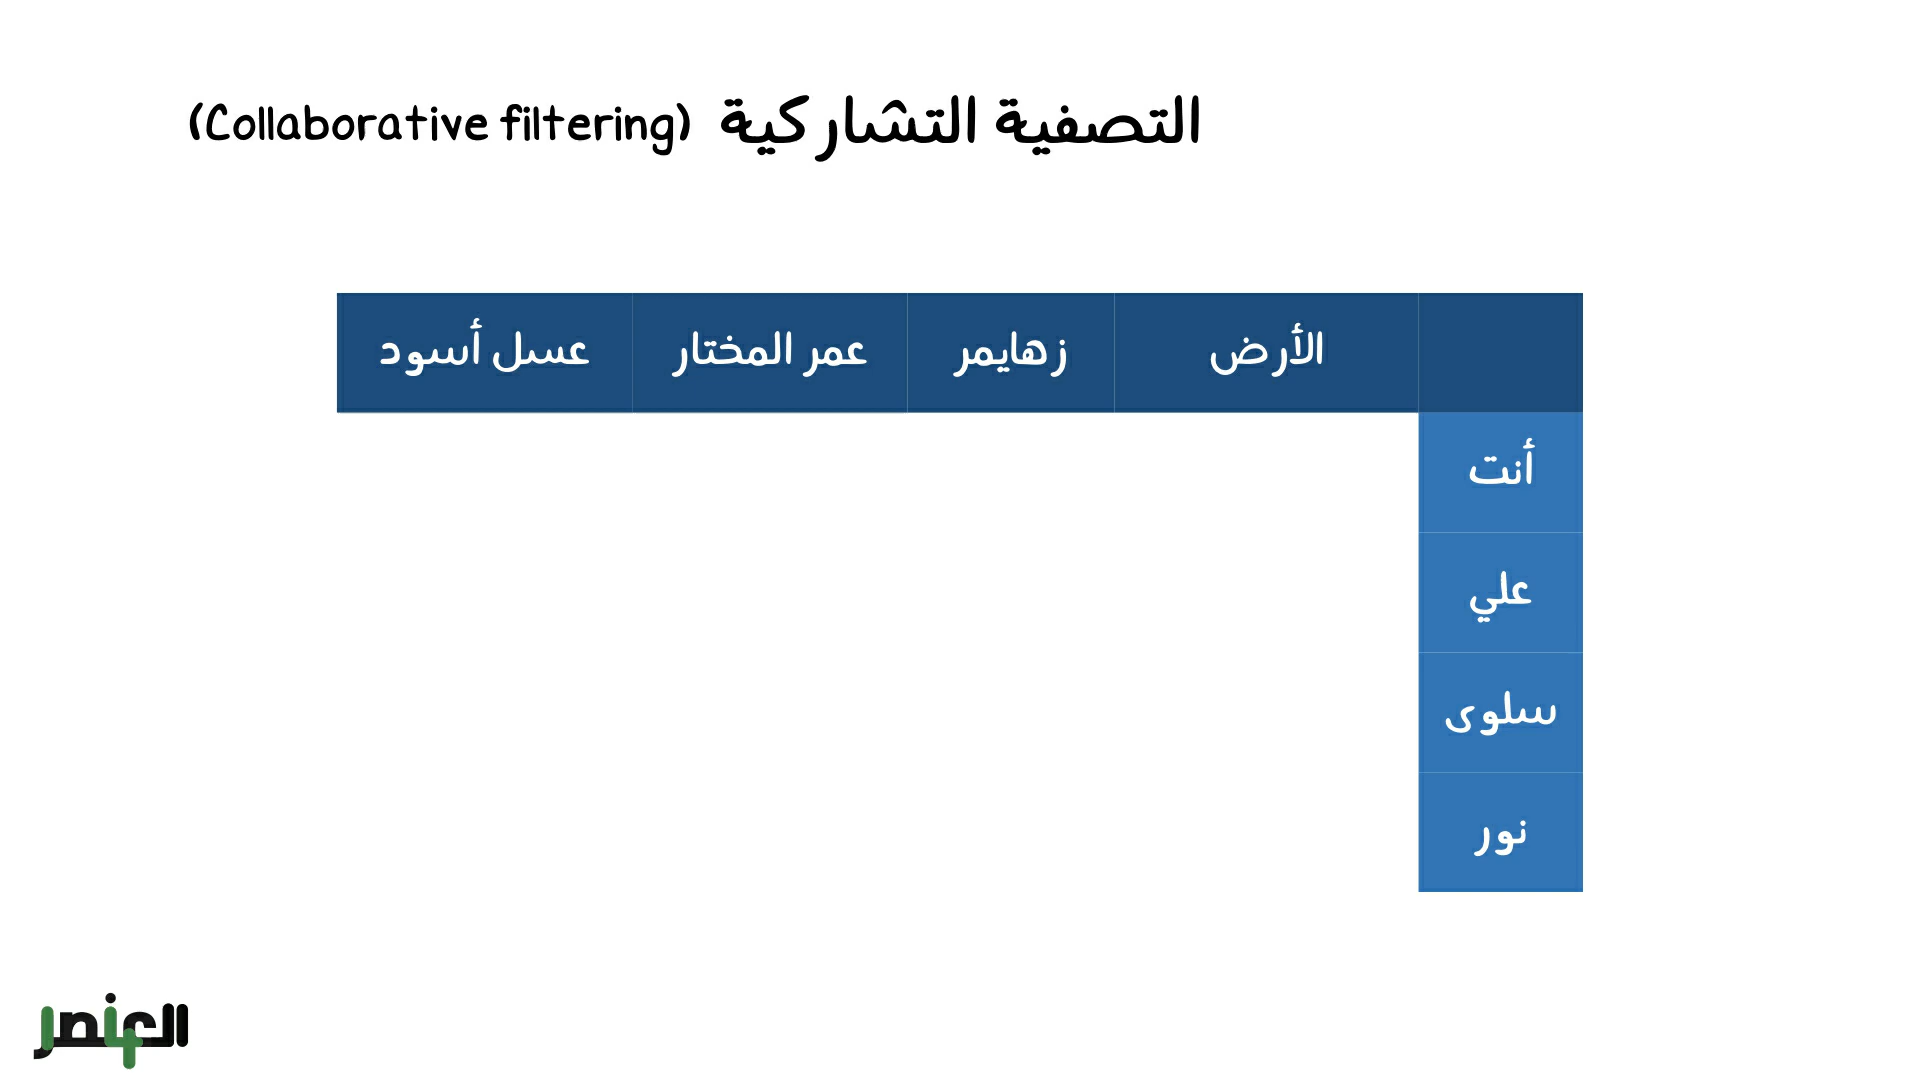 التصفية التشاركية (Collaborative filtering)
الأرض زهايمر عمر المختار عسل أسود
أنت
علي
سلوى
نور
العنصر